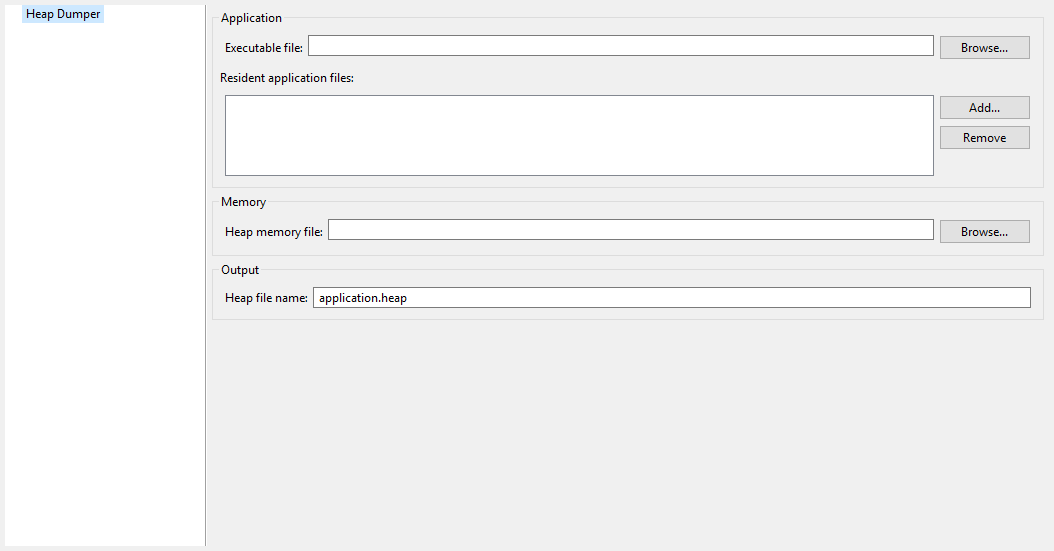 Heap Dumper
Application
Executable file:
Browse...
Resident application files:
Add...
Remove
Memory
Heap memory file:
Browse...
Output
Heap file name:
application.heap